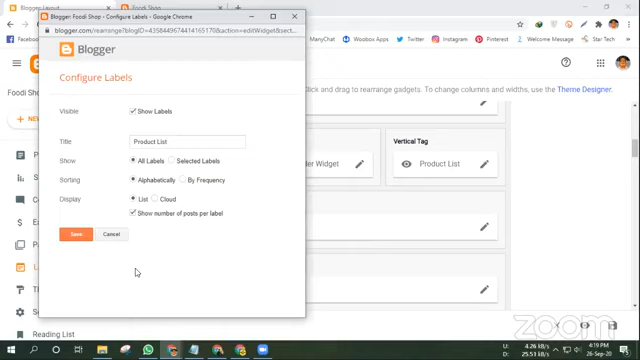 Blogger Layout
Foodi Shop
Blogger: Foodi Shop - Configure Labels - Google Chrome
blogger.com/rearrange?blogID=4358449674414165170&action=editWidget&sect...
Facebook
ManyChat
Woobox Apps
Twitter
Instagram
Pinterest
Welcome Message
Star Tech
Blogger
Configure Labels
Visible
Show Labels
Title
Product List
Show
All Labels
Selected Labels
Sorting
Alphabetically
By Frequency
Display
List
Cloud
Show number of posts per label
Save
Cancel
Foodi Sh
Click and drag to rearrange gadgets. To change columns and widths, use the Theme Designer.
Vertical Tag
der Widget
Product List
Reading List
zoom
U: 4.26 kB/s
D: 25.51 kB/s
4:19 PM
26-Sep-20